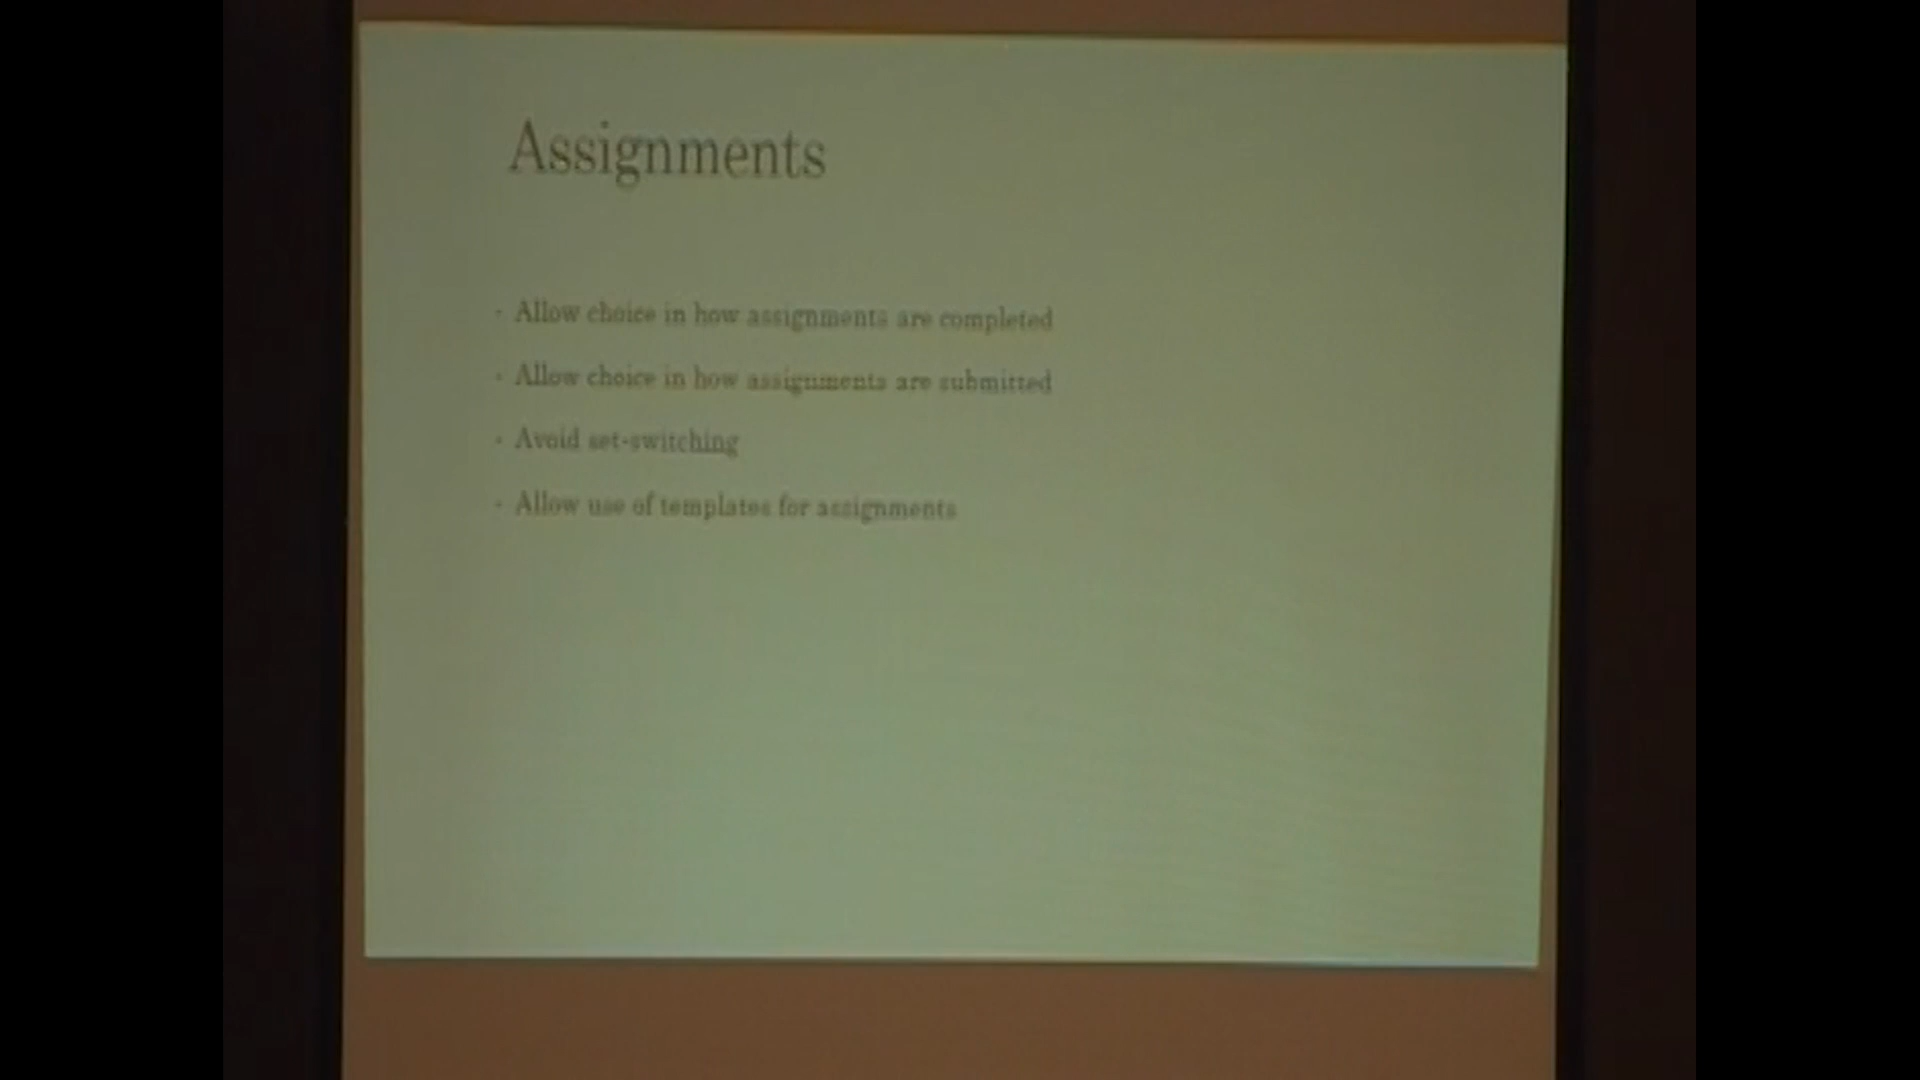 Assignments
· Allow choice in how assignments are completed
· Allow choice in how assignments are submitted
· Avoid set-switching
· Allow use of templates for assignments